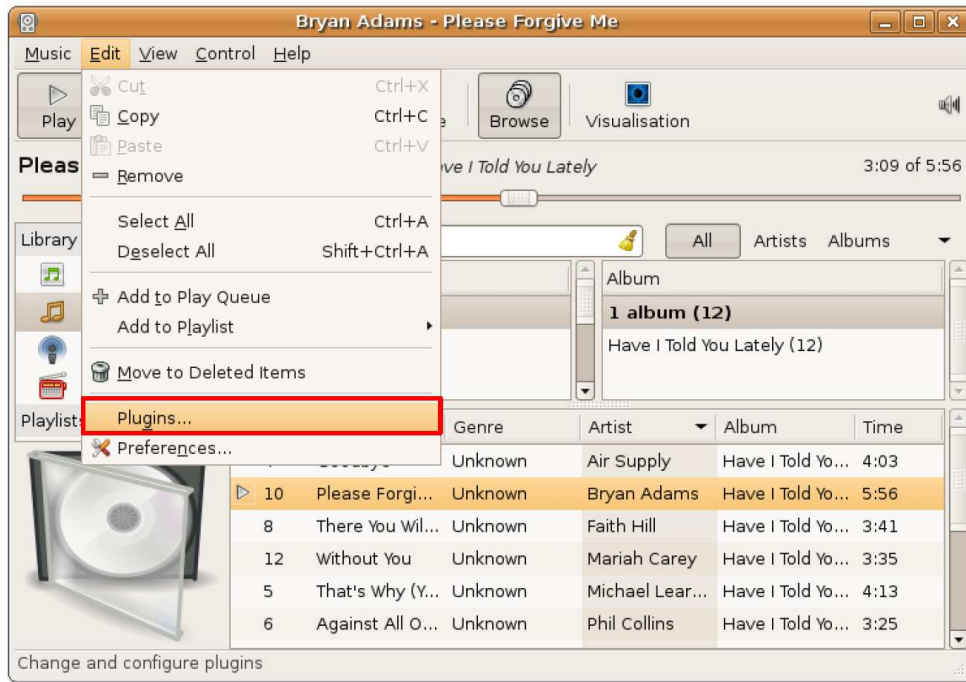 Bryan Adams - Please Forgive Me
Music Edit View Control Help
Cut Ctrl+X
Copy Ctrl+C
Paste Ctrl+V
Remove
Select All Ctrl+A
Deselect All Shift+Ctrl+A
Add to Play Queue
Add to Playlist
Move to Deleted Items
Plugins...
Preferences...
Play Browse Visualisation
Pleas ve I Told You Lately 3:09 of 5:56
Library All Artists Albums
Album
1 album (12)
Have I Told You Lately (12)
Playlist
Genre Artist Album Time
Unknown Air Supply Have I Told Yo... 4:03
10 Please Forgi... Unknown Bryan Adams Have I Told Yo... 5:56
8 There You Wil... Unknown Faith Hill Have I Told Yo... 3:41
12 Without You Unknown Mariah Carey Have I Told Yo... 3:35
5 That's Why (Y... Unknown Michael Lear... Have I Told Yo... 4:13
6 Against All O... Unknown Phil Collins Have I Told Yo... 3:25
Change and configure plugins